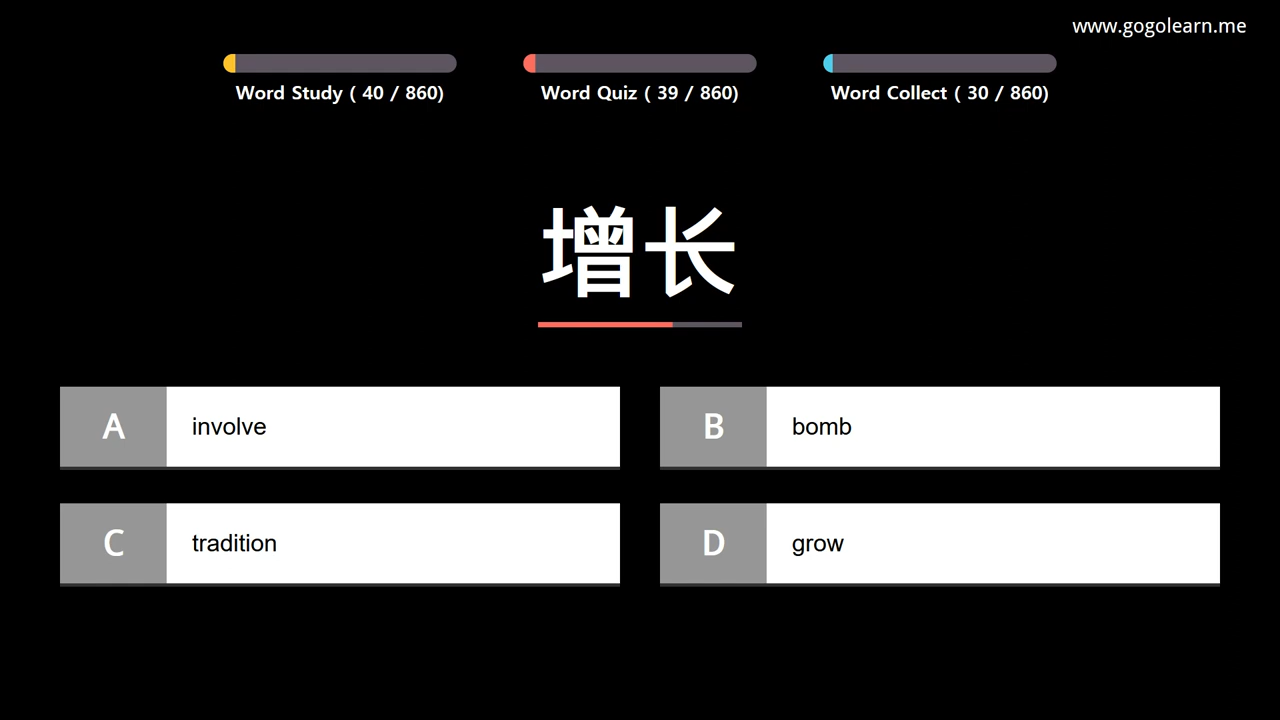 www.gogolearn.me
Word Study ( 40 / 860)
Word Quiz ( 39 / 860)
Word Collect ( 30 / 860)
增长
A involve
B bomb
C tradition
D grow